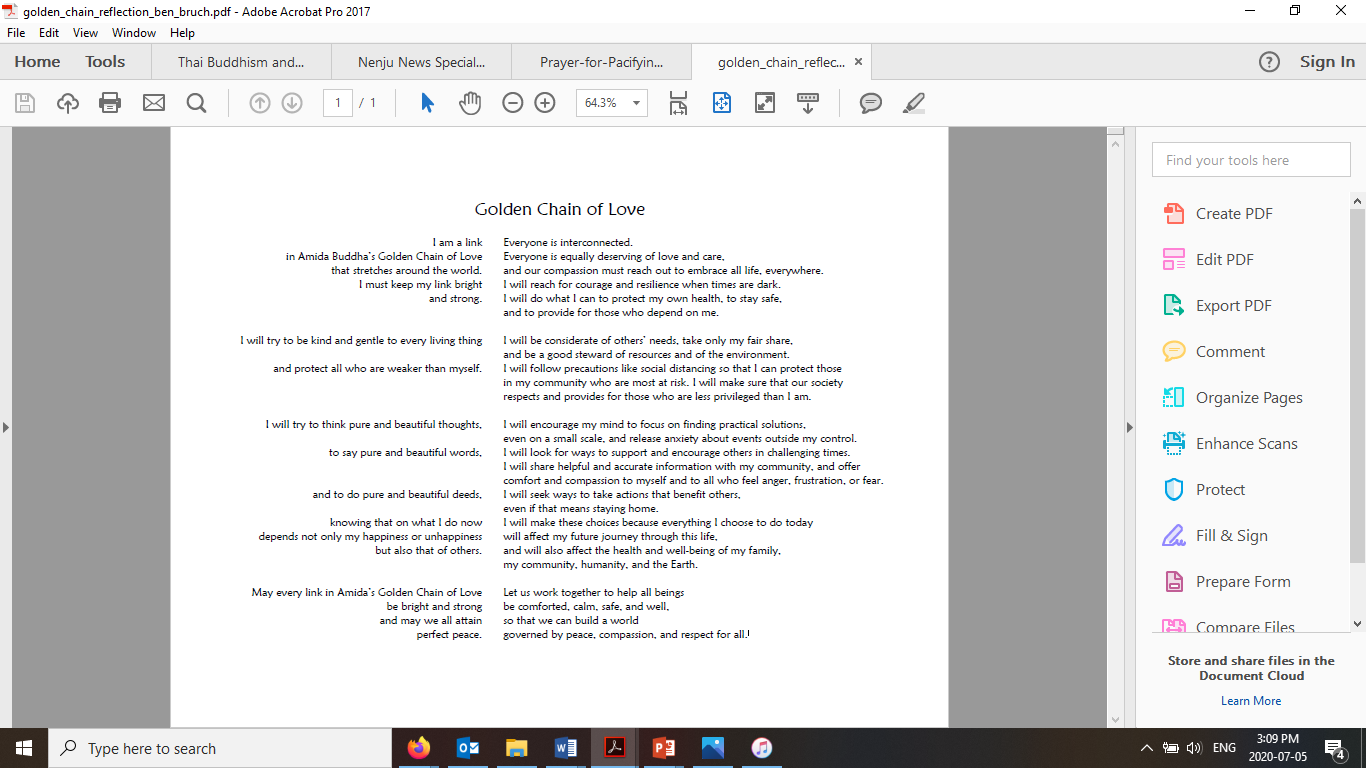 golden_chain_reflection_ben_bruch.pdf - Adobe Acrobat Pro 2017
File Edit View Window Help
Home Tools Thai Buddhism and... Nenju News Special... Prayer-for-Pacifyin... golden_chain_reflec... Sign In
1 / 1 64.3%
Golden Chain of Love
I am a link Everyone is interconnected.
in Amida Buddha's Golden Chain of Love Everyone is equally deserving of love and care,
that stretches around the world. and our compassion must reach out to embrace all life, everywhere.
I must keep my link bright I will reach for courage and resilience when times are dark.
and strong. I will do what I can to protect my own health, to stay safe,
and to provide for those who depend on me.
I will try to be kind and gentle to every living thing I will be considerate of others' needs, take only my fair share,
and be a good steward of resources and of the environment.
and protect all who are weaker than myself. I will follow precautions like social distancing so that I can protect those
in my community who are most at risk. I will make sure that our society
respects and provides for those who are less privileged than I am.
I will try to think pure and beautiful thoughts, I will encourage my mind to focus on finding practical solutions,
even on a small scale, and release anxiety about events outside my control.
to say pure and beautiful words, I will look for ways to support and encourage others in challenging times.
I will share helpful and accurate information with my community, and offer
comfort and compassion to myself and to all who feel anger, frustration, or fear.
and to do pure and beautiful deeds, I will seek ways to take actions that benefit others,
even if that means staying home.
knowing that on what I do now I will make these choices because everything I choose to do today
depends not only my happiness or unhappiness will affect my future journey through this life,
but also that of others. and will also affect the health and well-being of my family,
my community, humanity, and the Earth.
May every link in Amida's Golden Chain of Love Let us work together to help all beings
be bright and strong be comforted, calm, safe, and well,
and may we all attain so that we can build a world
perfect peace. governed by peace, compassion, and respect for all.
Find your tools here
Create PDF
Edit PDF
Export PDF
Comment
Organize Pages
Enhance Scans
Protect
Fill & Sign
Prepare Form
Compare Files
Store and share files in the
Document Cloud
Learn More
Type here to search
ENG
3:09 PM
2020-07-05
4